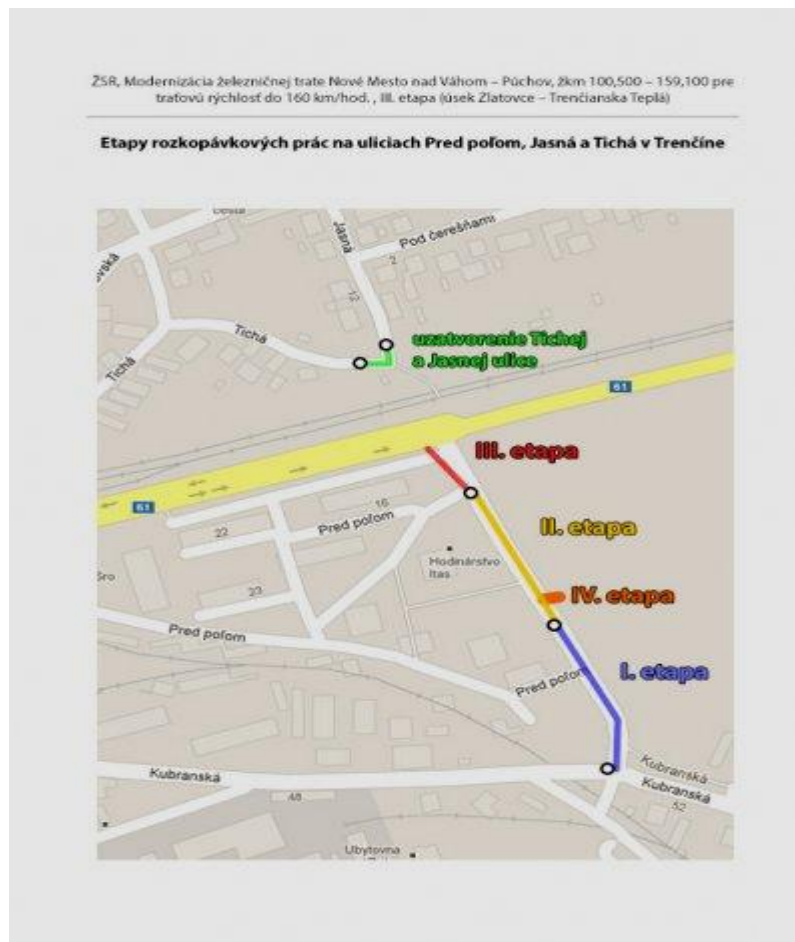 ŽSR, Modernizácia železničnej trate Nové Mesto nad Váhom – Púchov, žkm 100,500 – 159,100 pre
traťovú rýchlosť do 160 km/hod. , III. etapa (úsek Zlatovce – Trenčianska Teplá)
Etapy rozkopávkových prác na uliciach Pred poľom, Jasná a Tichá v Trenčíne
Jasná
Pod čerešňami
2
12
Tichá
Tichá
uzatvorenie Tichej
a Jasnej ulice
61
III. etapa
61
16
Pred poľom
22
II. etapa
Hodinárstvo
Itas
23
IV. etapa
Pred poľom
Pred poľom
I. etapa
Kubranská
Kubranská
Kubranská
48
52
Ubytovna